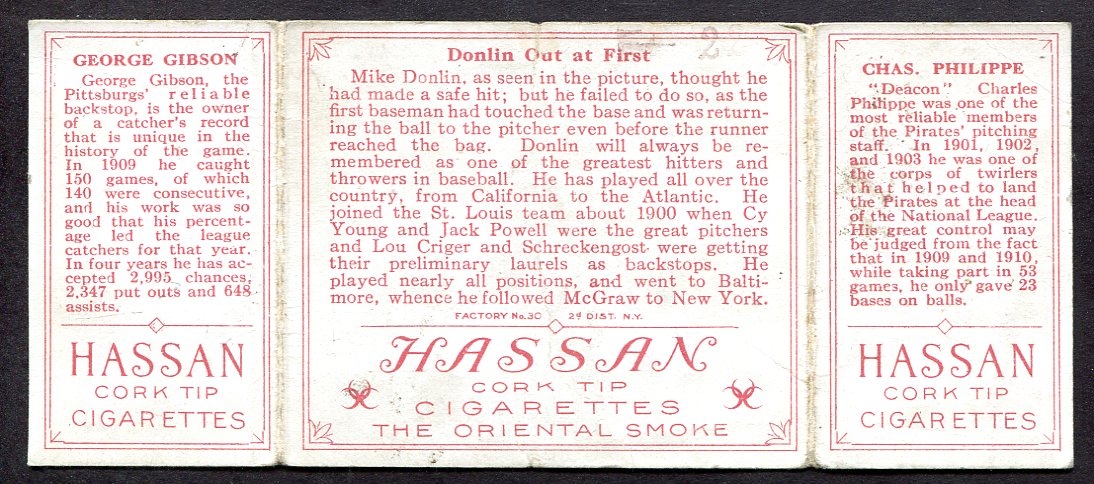 GEORGE GIBSON
George Gibson, the
Pittsburgs' reliable
backstop, is the owner
of a catcher's record
that is unique in the
history of the game.
In 1909 he caught
150 games, of which
140 were consecutive,
and his work was so
good that his percent-
age led the league
catchers for that year.
In four years he has ac-
cepted 2,995 chances,
2,347 put outs and 648
assists.
HASSAN
CORK TIP
CIGARETTES
2
Donlin Out at First
Mike Donlin, as seen in the picture, thought he
had made a safe hit; but he failed to do so, as the
first baseman had touched the base and was return-
ing the ball to the pitcher even before the runner
reached the bag. Donlin will always be re-
membered as one of the greatest hitters and
throwers in baseball. He has played all over the
country, from California to the Atlantic. He
joined the St. Louis team about 1900 when Cy
Young and Jack Powell were the great pitchers
and Lou Criger and Schreckengost were getting
their preliminary laurels as backstops. He
played nearly all positions, and went to Balti-
more, whence he followed McGraw to New York.
FACTORY No. 30 2d DIST. N.Y.
HASSAN
CORK TIP
CIGARETTES
THE ORIENTAL SMOKE
CHAS. PHILIPPE
"Deacon" Charles
Philippe was one of the
most reliable members
of the Pirates' pitching
staff. In 1901, 1902,
and 1903 he was one of
the corps of twirlers
that helped to land
the Pirates at the head
of the National League.
His great control may
be judged from the fact
that in 1909 and 1910,
while taking part in 53
games, he only gave 23
bases on balls.
HASSAN
CORK TIP
CIGARETTES